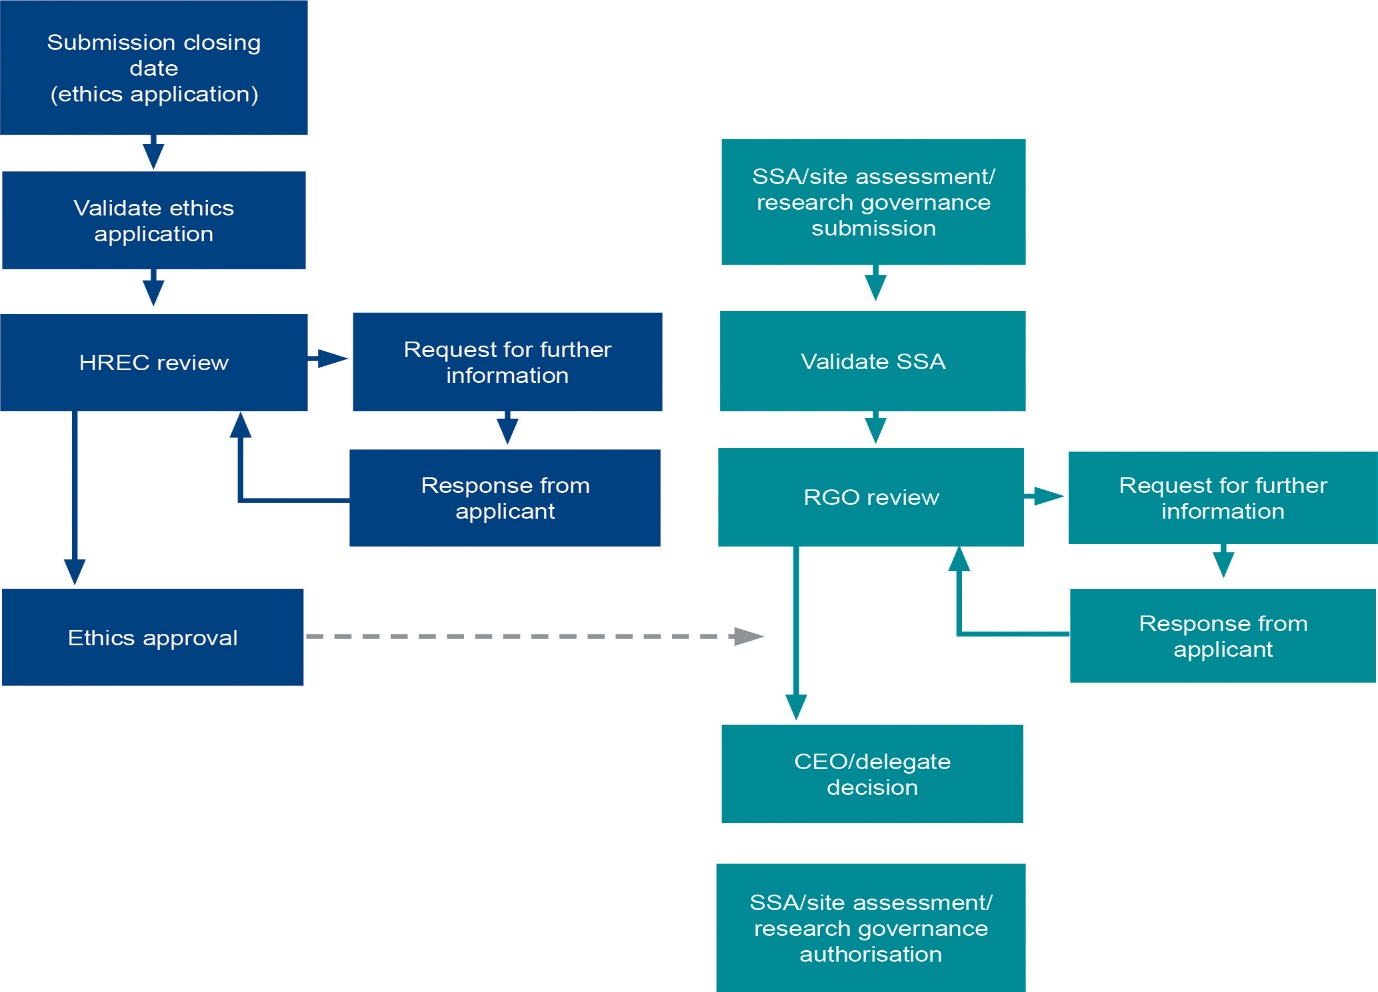 Submission closing
date
(ethics application)
Validate ethics
application
HREC review
Request for further
information
Response from
applicant
Ethics approval
SSA/site assessment/
research governance
submission
Validate SSA
RGO review
Request for further
information
Response from
applicant
CEO/delegate
decision
SSA/site assessment/
research governance
authorisation